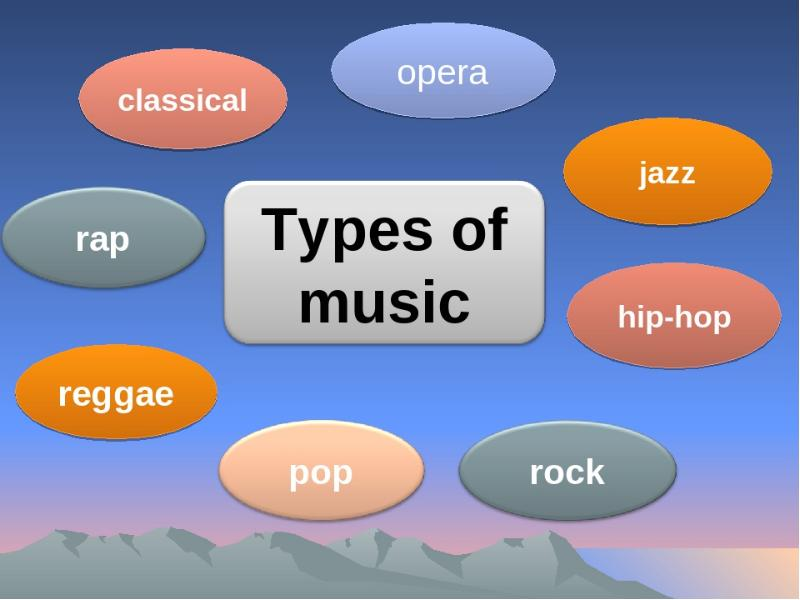 opera
classical
jazz
rap
Types of
music
hip-hop
reggae
pop
rock